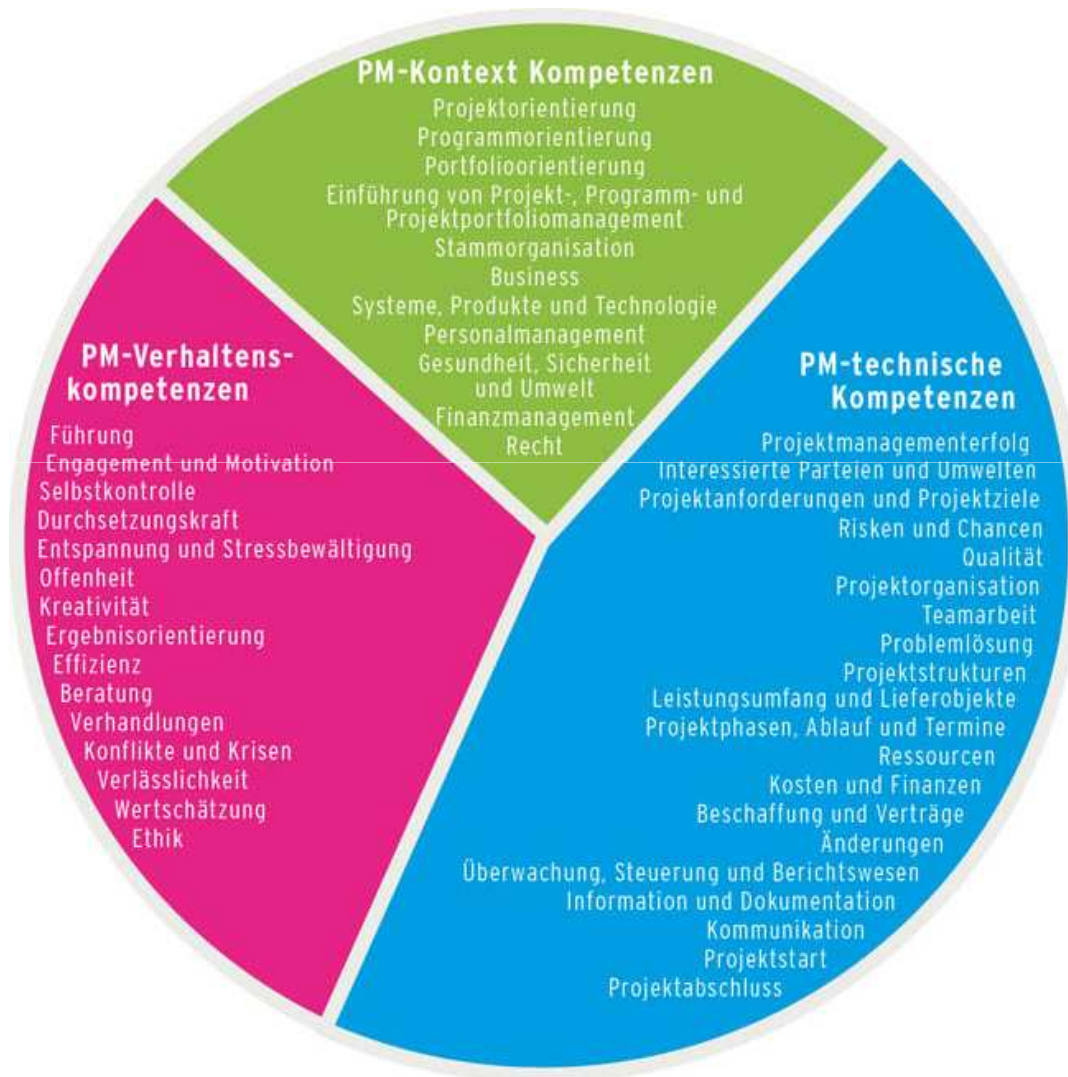 PM-Kontext Kompetenzen
Projektorientierung
Programmorientierung
Portfolioorientierung
Einführung von Projekt-, Programm- und
Projektportfoliomanagement
Stammorganisation
Business
Systeme, Produkte und Technologie
Personalmanagement
Gesundheit, Sicherheit
und Umwelt
Finanzmanagement
Recht
PM-Verhaltens-
kompetenzen
Führung
Engagement und Motivation
Selbstkontrolle
Durchsetzungskraft
Entspannung und Stressbewältigung
Offenheit
Kreativität
Ergebnisorientierung
Effizienz
Beratung
Verhandlungen
Konflikte und Krisen
Verlässlichkeit
Wertschätzung
Ethik
PM-technische
Kompetenzen
Projektmanagementerfolg
Interessierte Parteien und Umwelten
Projektanforderungen und Projektziele
Risken und Chancen
Qualität
Projektorganisation
Teamarbeit
Problemlösung
Projektstrukturen
Leistungsumfang und Lieferobjekte
Projektphasen, Ablauf und Termine
Ressourcen
Kosten und Finanzen
Beschaffung und Verträge
Änderungen
Überwachung, Steuerung und Berichtswesen
Information und Dokumentation
Kommunikation
Projektstart
Projektabschluss